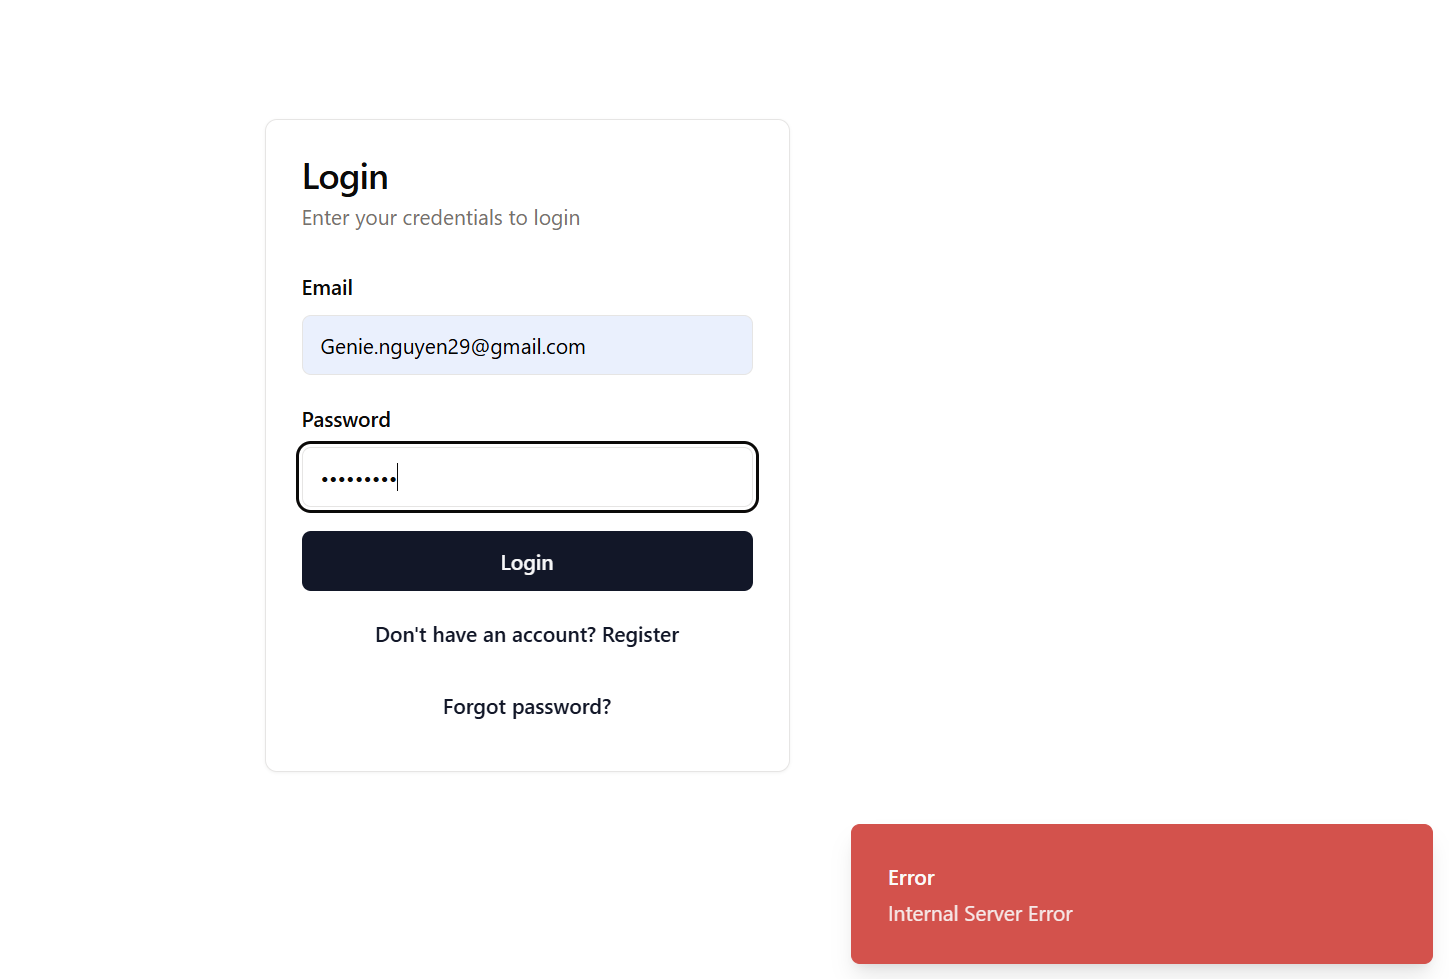 Login
Enter your credentials to login
Email
Genie.nguyen29@gmail.com
Password
•••••••••
Login
Don't have an account? Register
Forgot password?
Error
Internal Server Error